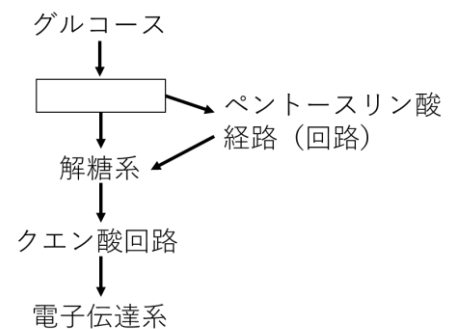 グルコース
ペントースリン酸
経路（回路）
解糖系
クエン酸回路
電子伝達系